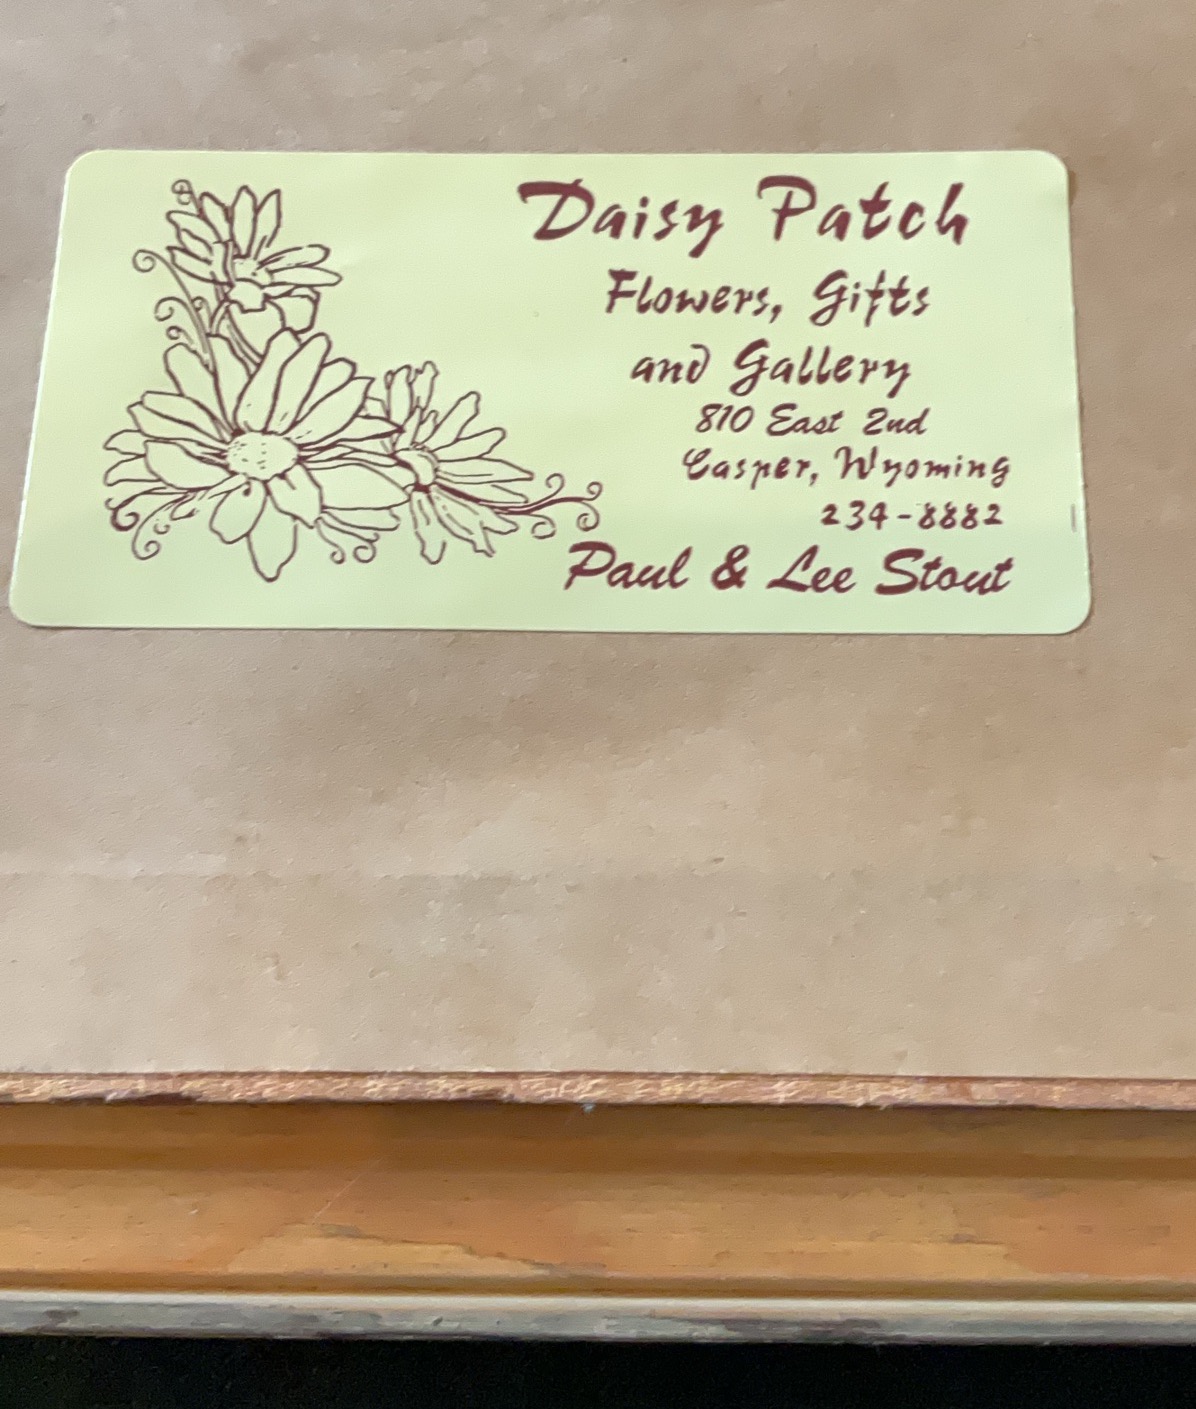 Daisy Patch
Flowers, Gifts
and Gallery
810 East 2nd
Casper, Wyoming
234-8882
Paul & Lee Stout